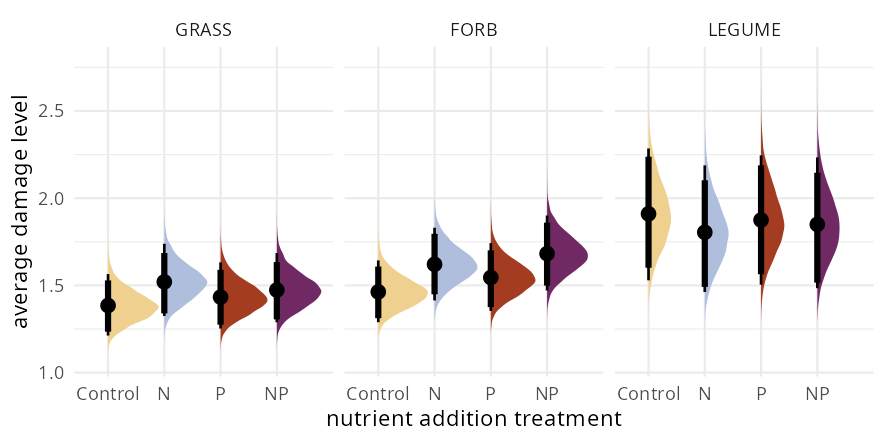 GRASS FORB LEGUME
average damage level
2.5
2.0
1.5
1.0
Control N P NP Control N P NP Control N P NP
nutrient addition treatment